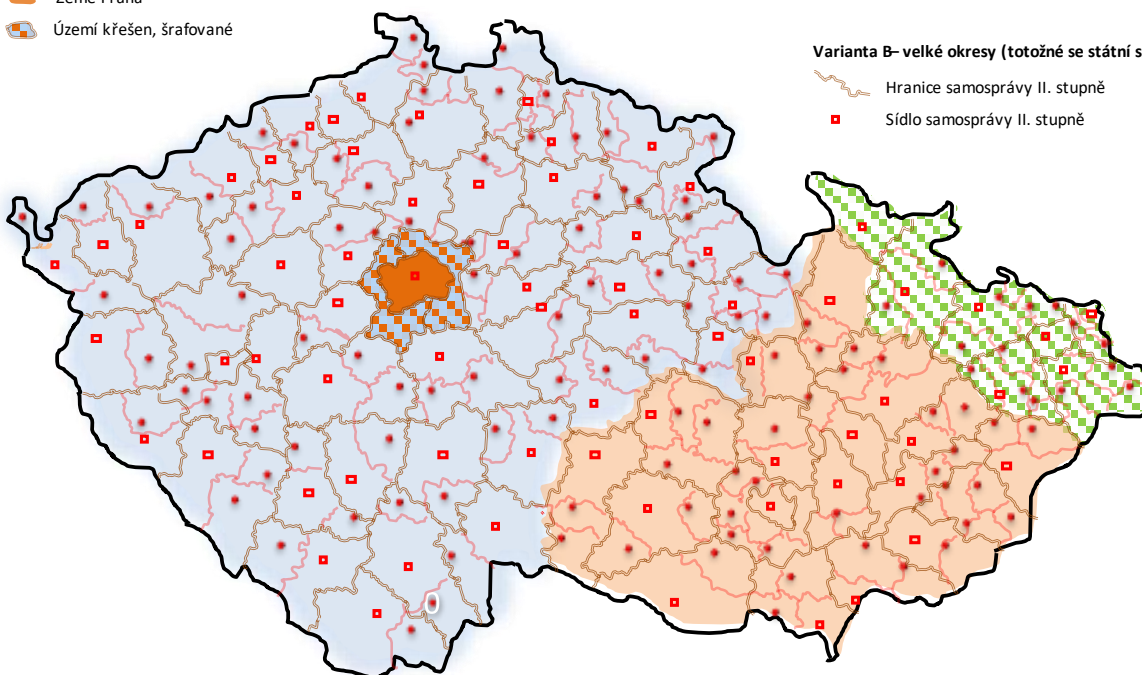 Území křešen, šrafované
Varianta B– velké okresy (totožné se státní s
Hranice samosprávy II. stupně
Sídlo samosprávy II. stupně